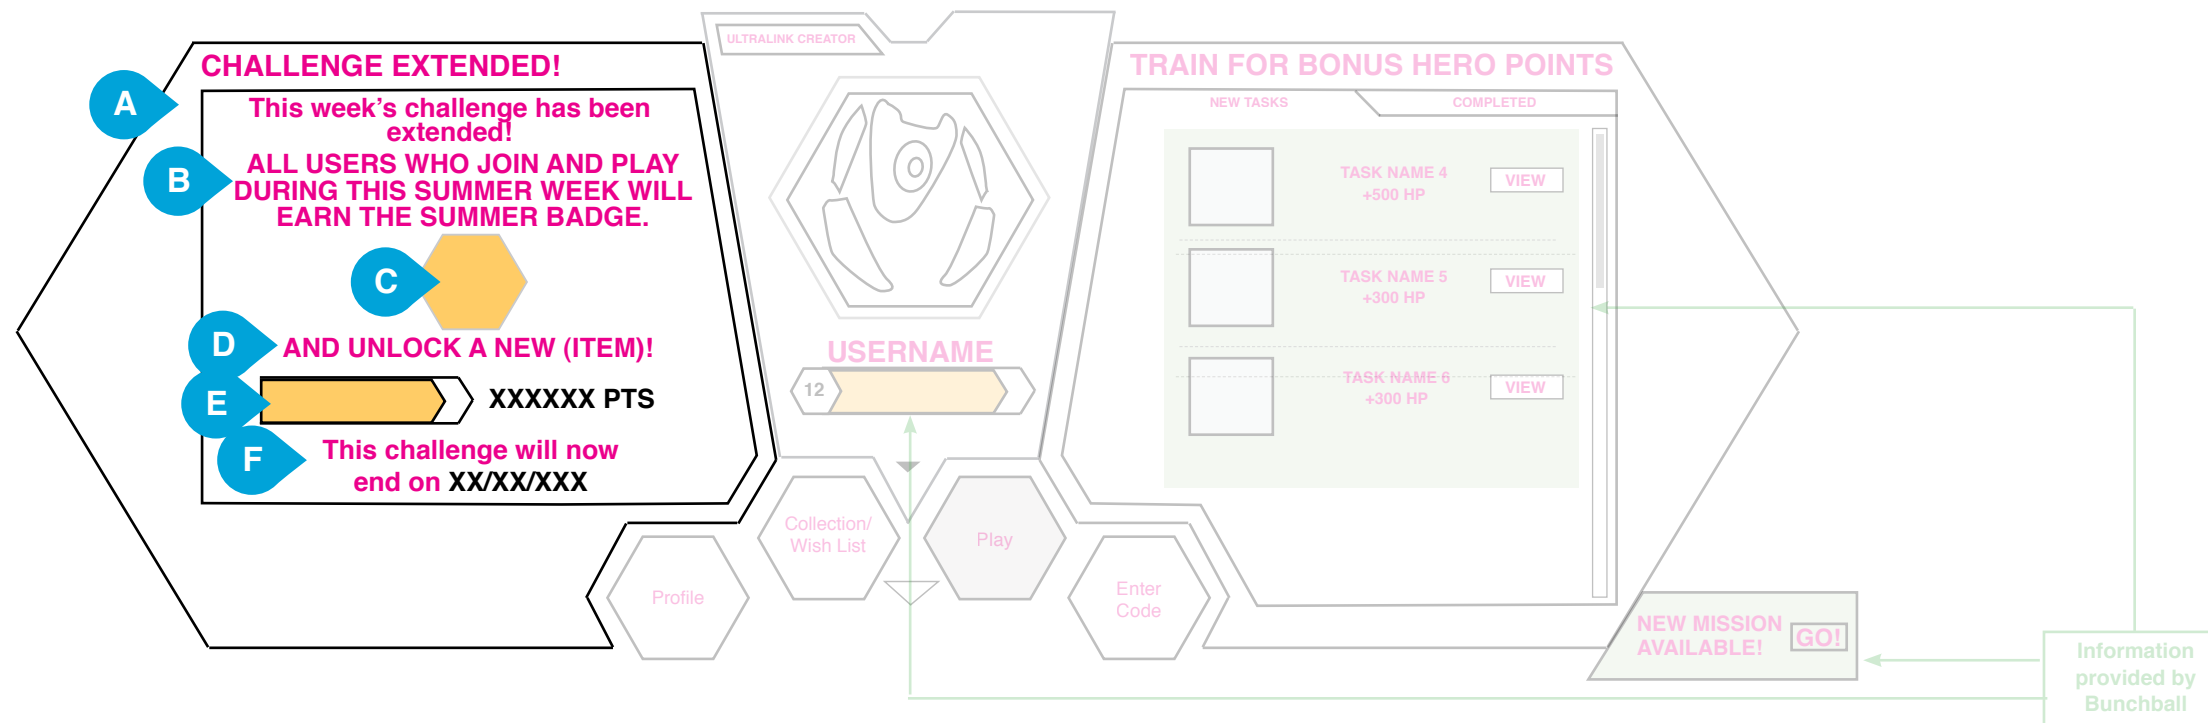 CHALLENGE EXTENDED!
A
This week's challenge has been
extended!
B
ALL USERS WHO JOIN AND PLAY
DURING THIS SUMMER WEEK WILL
EARN THE SUMMER BADGE.
C
D
AND UNLOCK A NEW (ITEM)!
E
XXXXXX PTS
F
This challenge will now
end on XX/XX/XXX
ULTRALINK CREATOR
USERNAME
12
Profile
Collection/
Wish List
Play
Enter
Code
TRAIN FOR BONUS HERO POINTS
NEW TASKS
COMPLETED
TASK NAME 4
+500 HP
VIEW
TASK NAME 5
+300 HP
VIEW
TASK NAME 6
+300 HP
VIEW
NEW MISSION
AVAILABLE!
GO!
Information
provided by
Bunchball